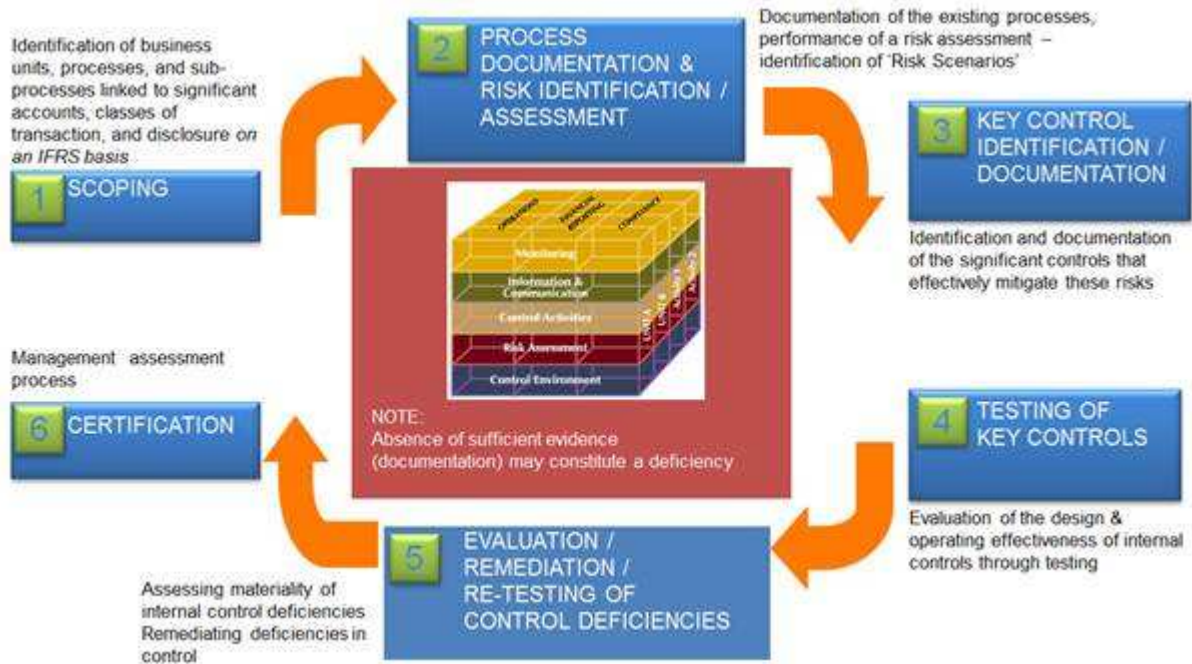 Identification of business
units, processes, and sub-
processes linked to significant
accounts, classes of
transaction, and disclosure on
an IFRS basis
1
SCOPING
2
PROCESS
DOCUMENTATION &
RISK IDENTIFICATION /
ASSESSMENT
Documentation of the existing processes,
performance of a risk assessment –
identification of 'Risk Scenarios'
3
KEY CONTROL
IDENTIFICATION /
DOCUMENTATION
Identification and documentation
of the significant controls that
effectively mitigate these risks
OPERATIONS
FINANCIAL
REPORTING
COMPLIANCE
Monitoring
Information &
Communication
Control Activities
Risk Assessment
Control Environment
UNIT A
UNIT B
NOTE:
Absence of sufficient evidence
(documentation) may constitute a deficiency
4
TESTING OF
KEY CONTROLS
Evaluation of the design &
operating effectiveness of internal
controls through testing
5
EVALUATION /
REMEDIATION /
RE-TESTING OF
CONTROL DEFICIENCIES
Assessing materiality of
internal control deficiencies
Remediating deficiencies in
control
Management assessment
process
6
CERTIFICATION